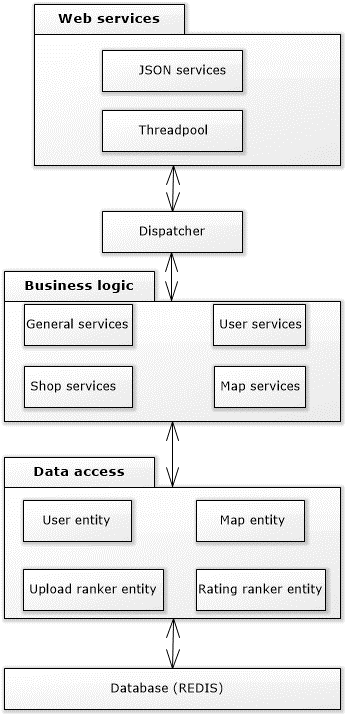 Web services
JSON services
Threadpool
Dispatcher
Business logic
General services
User services
Shop services
Map services
Data access
User entity
Map entity
Upload ranker entity
Rating ranker entity
Database (REDIS)